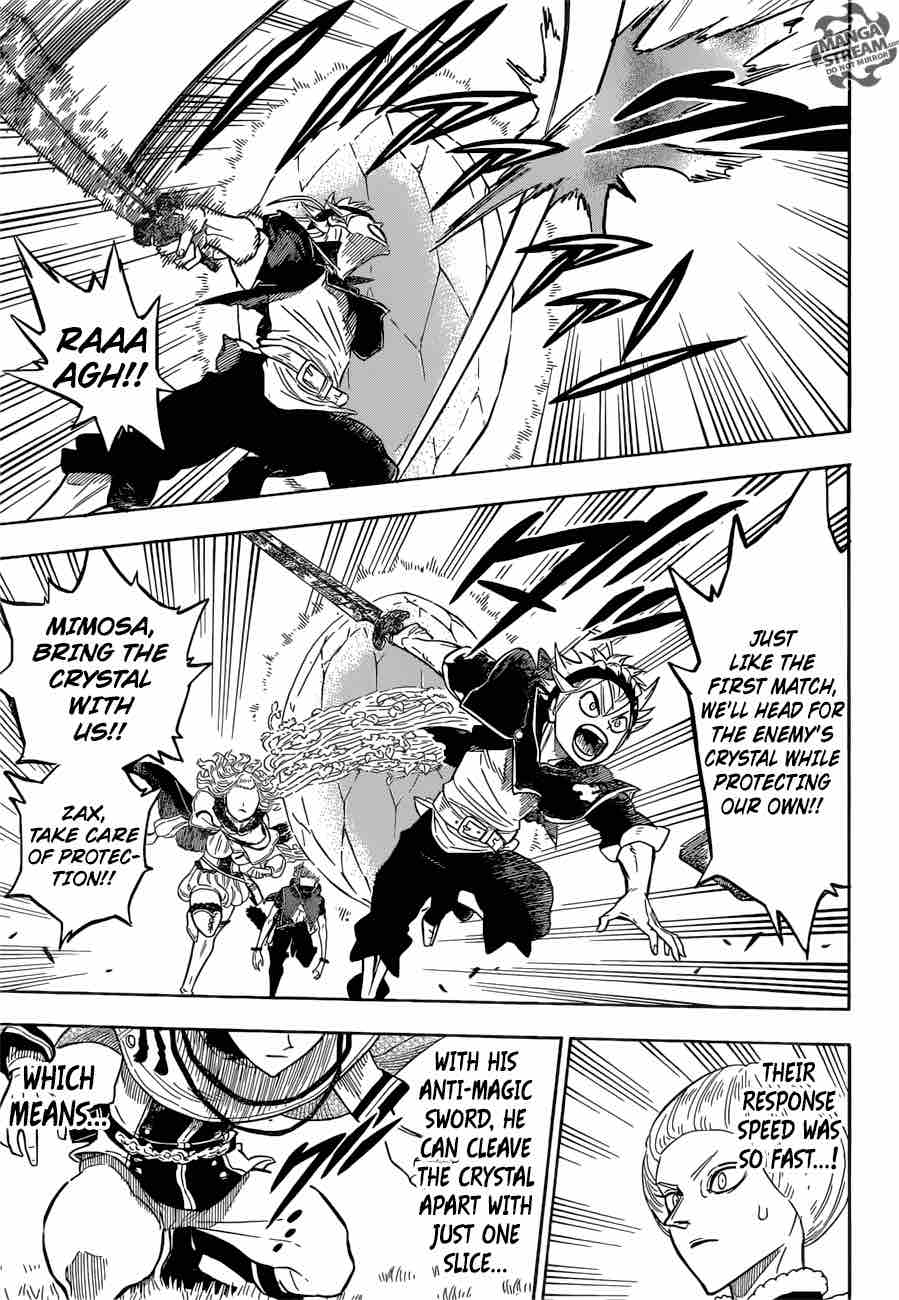 MANGA
STREAM.COM
DO NOT MIRROR
RAAA
AGH!!
JUST
LIKE THE
FIRST MATCH,
WE'LL HEAD FOR
THE ENEMY'S
CRYSTAL WHILE
PROTECTING
OUR OWN!!
MIMOSA,
BRING THE
CRYSTAL
WITH
US!!
ZAX,
TAKE CARE
OF PROTEC-
TION!!
THEIR
RESPONSE
SPEED WAS
SO FAST...!
WITH HIS
ANTI-MAGIC
SWORD, HE
CAN CLEAVE
THE CRYSTAL
APART WITH
JUST ONE
SLICE...
WHICH
MEANS...